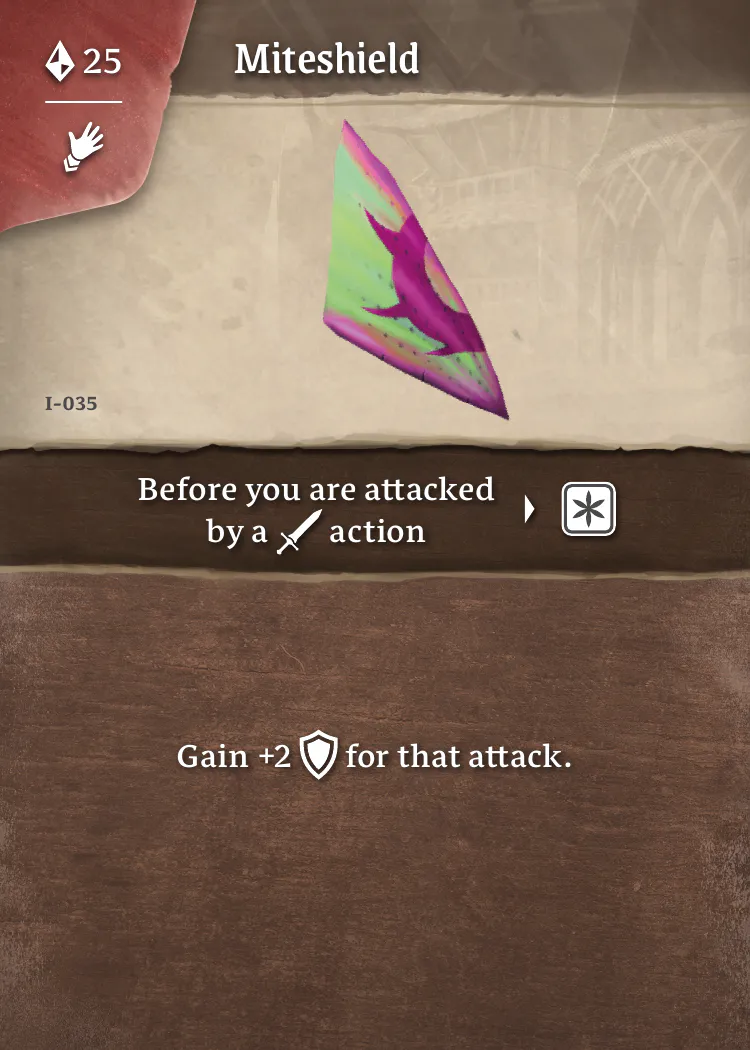 25
Miteshield
I-035
Before you are attacked
by a action
Gain +2 for that attack.